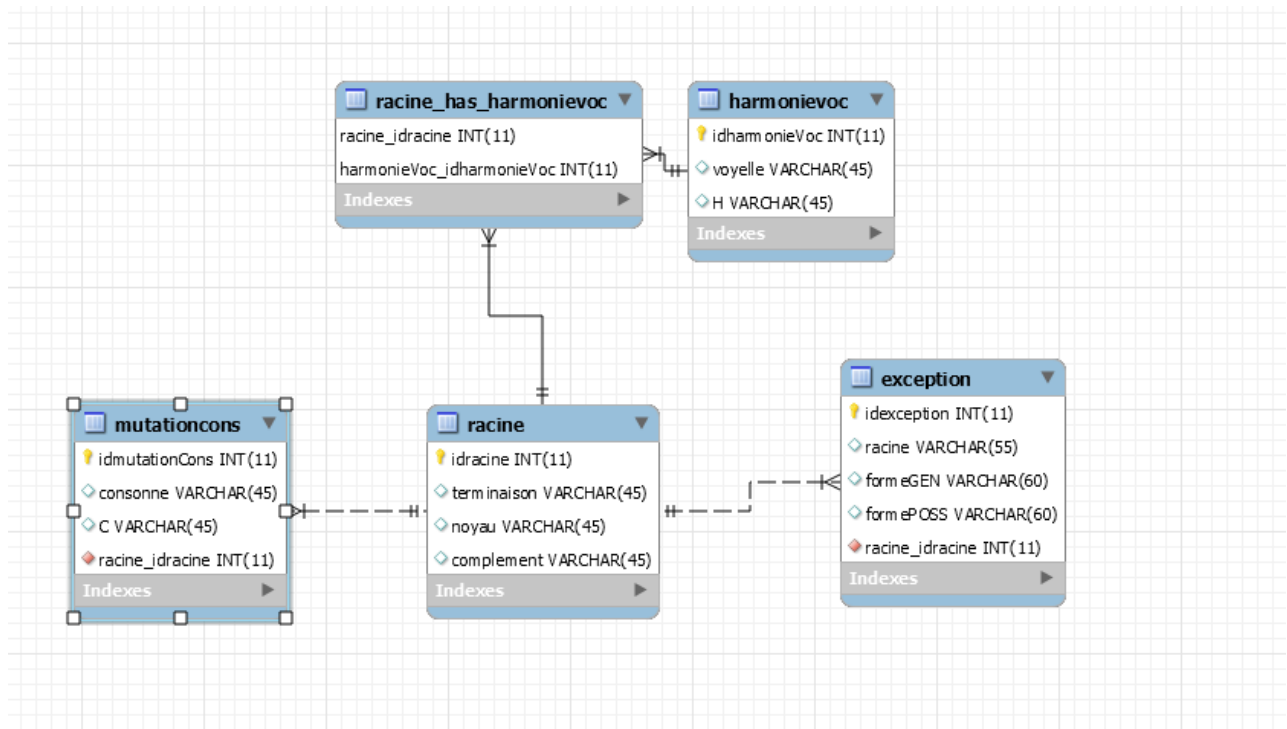 racine_has_harmonievoc
racine_idracine INT(11)
harmonieVoc_idharmonieVoc INT(11)
Indexes
harmonievoc
idharmonieVoc INT(11)
voyelle VARCHAR(45)
H VARCHAR(45)
Indexes
mutationcons
idmutationCons INT(11)
consonne VARCHAR(45)
C VARCHAR(45)
racine_idracine INT(11)
Indexes
racine
idracine INT(11)
terminaison VARCHAR(45)
noyau VARCHAR(45)
complement VARCHAR(45)
Indexes
exception
idexception INT(11)
racine VARCHAR(55)
formeGEN VARCHAR(60)
formePOSS VARCHAR(60)
racine_idracine INT(11)
Indexes